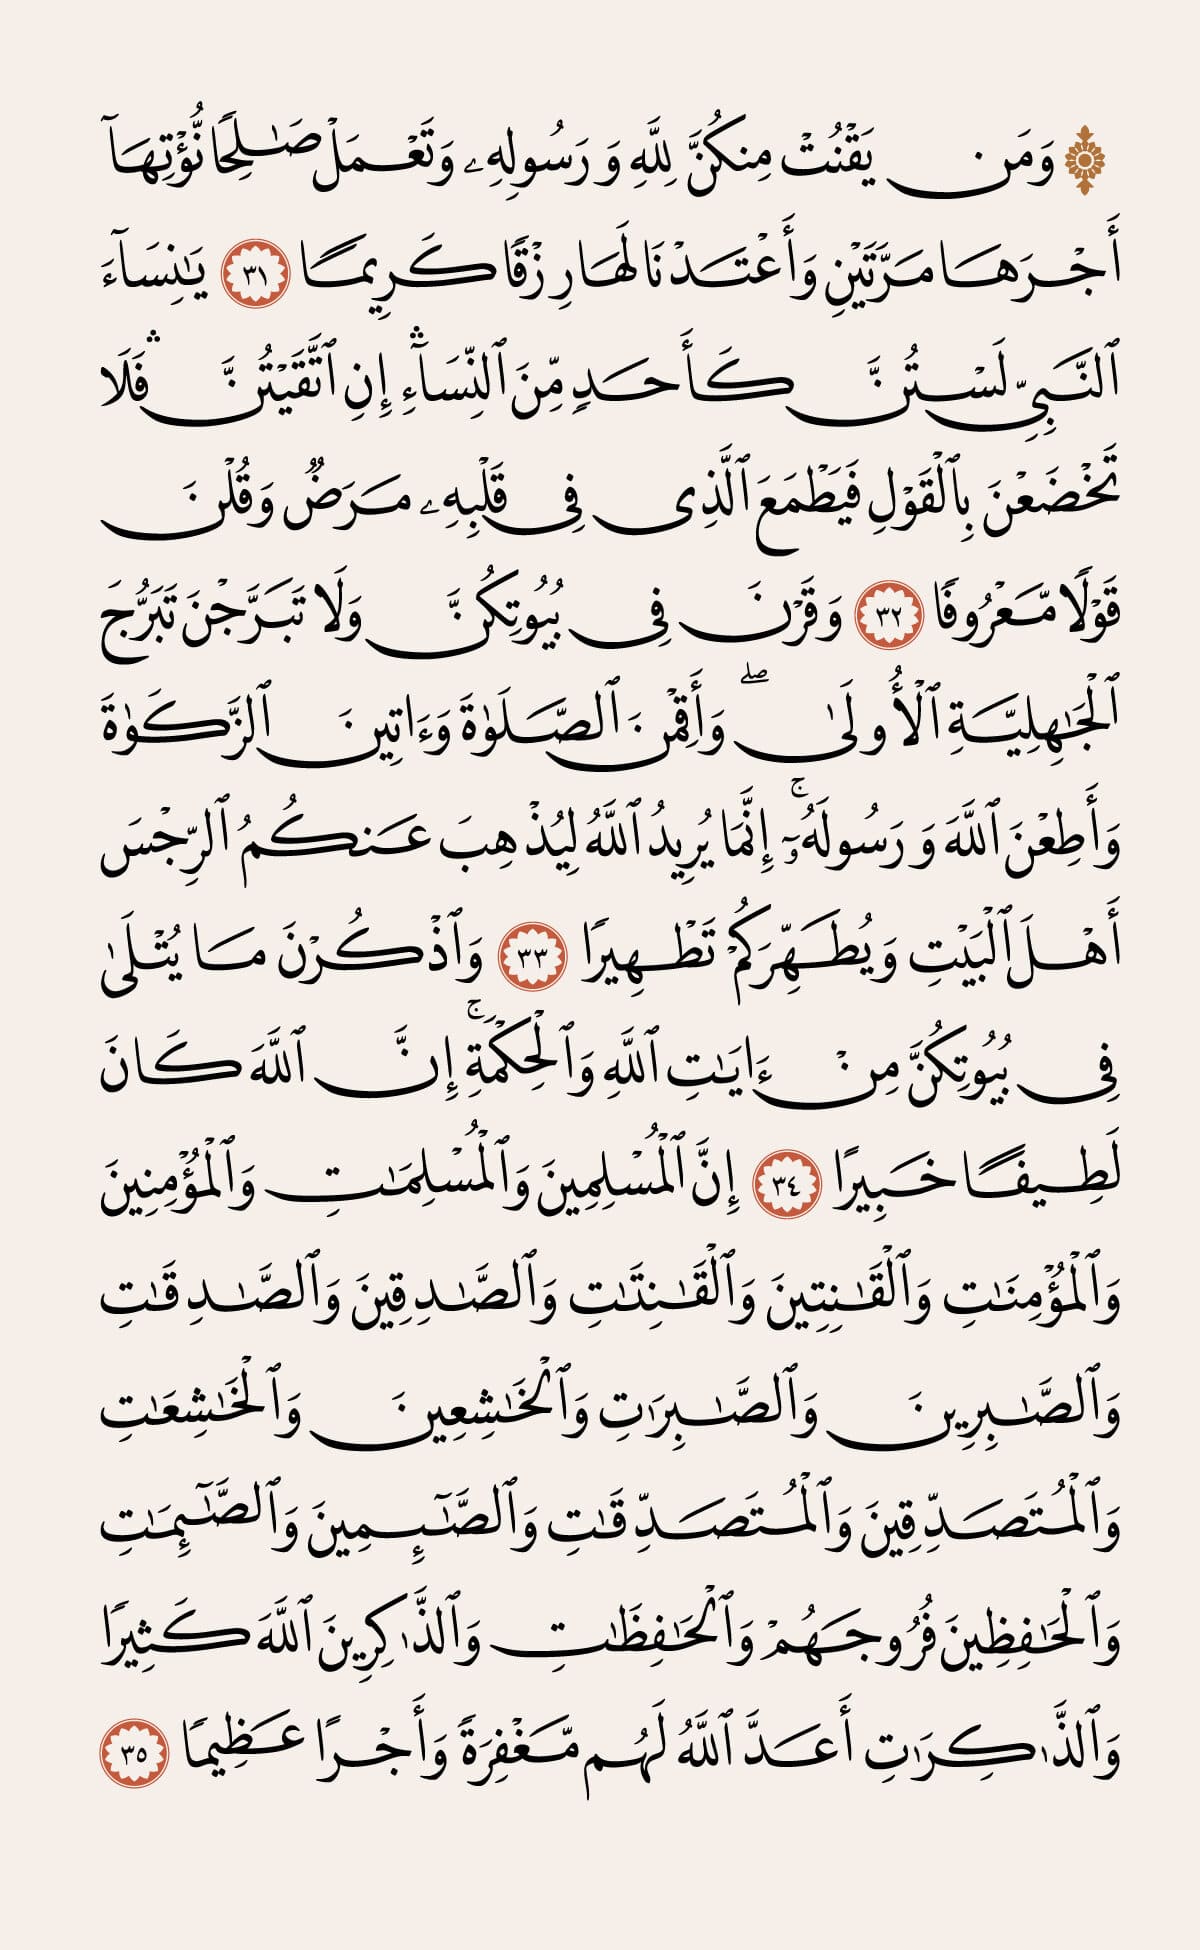 ۞ وَمَن يَقْنُتْ مِنكُنَّ لِلَّهِ وَرَسُولِهِۦ وَتَعْمَلْ صَـٰلِحًا نُّؤْتِهَآ
أَجْرَهَا مَرَّتَيْنِ وَأَعْتَدْنَا لَهَا رِزْقًا كَرِيمًا ٣١ يَـٰنِسَآءَ
ٱلنَّبِىِّ لَسْتُنَّ كَأَحَدٍ مِّنَ ٱلنِّسَآءِ ۛ إِنِ ٱتَّقَيْتُنَّ ۛ فَلَا
تَخْضَعْنَ بِٱلْقَوْلِ فَيَطْمَعَ ٱلَّذِى فِى قَلْبِهِۦ مَرَضٌ وَقُلْنَ
قَوْلًا مَّعْرُوفًا ٣٢ وَقَرْنَ فِى بُيُوتِكُنَّ وَلَا تَبَرَّجْنَ تَبَرُّجَ
ٱلْجَـٰهِلِيَّةِ ٱلْأُولَىٰ ۖ وَأَقِمْنَ ٱلصَّلَوٰةَ وَءَاتِينَ ٱلزَّكَوٰةَ
وَأَطِعْنَ ٱللَّهَ وَرَسُولَهُۥٓ ۚ إِنَّمَا يُرِيدُ ٱللَّهُ لِيُذْهِبَ عَنكُمُ ٱلرِّجْسَ
أَهْلَ ٱلْبَيْتِ وَيُطَهِّرَكُمْ تَطْهِيرًا ٣٣ وَٱذْكُرْنَ مَا يُتْلَىٰ
فِى بُيُوتِكُنَّ مِنْ ءَايَـٰتِ ٱللَّهِ وَٱلْحِكْمَةِ ۚ إِنَّ ٱللَّهَ كَانَ
لَطِيفًا خَبِيرًا ٣٤ إِنَّ ٱلْمُسْلِمِينَ وَٱلْمُسْلِمَـٰتِ وَٱلْمُؤْمِنِينَ
وَٱلْمُؤْمِنَـٰتِ وَٱلْقَـٰنِتِينَ وَٱلْقَـٰنِتَـٰتِ وَٱلصَّـٰدِقِينَ وَٱلصَّـٰدِقَـٰتِ
وَٱلصَّـٰبِرِينَ وَٱلصَّـٰبِرَٰتِ وَٱلْخَـٰشِعِينَ وَٱلْخَـٰشِعَـٰتِ
وَٱلْمُتَصَدِّقِينَ وَٱلْمُتَصَدِّقَـٰتِ وَٱلصَّـٰٓئِمِينَ وَٱلصَّـٰٓئِمَـٰتِ
وَٱلْحَـٰفِظِينَ فُرُوجَهُمْ وَٱلْحَـٰفِظَـٰتِ وَٱلذَّٰكِرِينَ ٱللَّهَ كَثِيرًا
وَٱلذَّٰكِرَٰتِ أَعَدَّ ٱللَّهُ لَهُم مَّغْفِرَةً وَأَجْرًا عَظِيمًا ٣٥